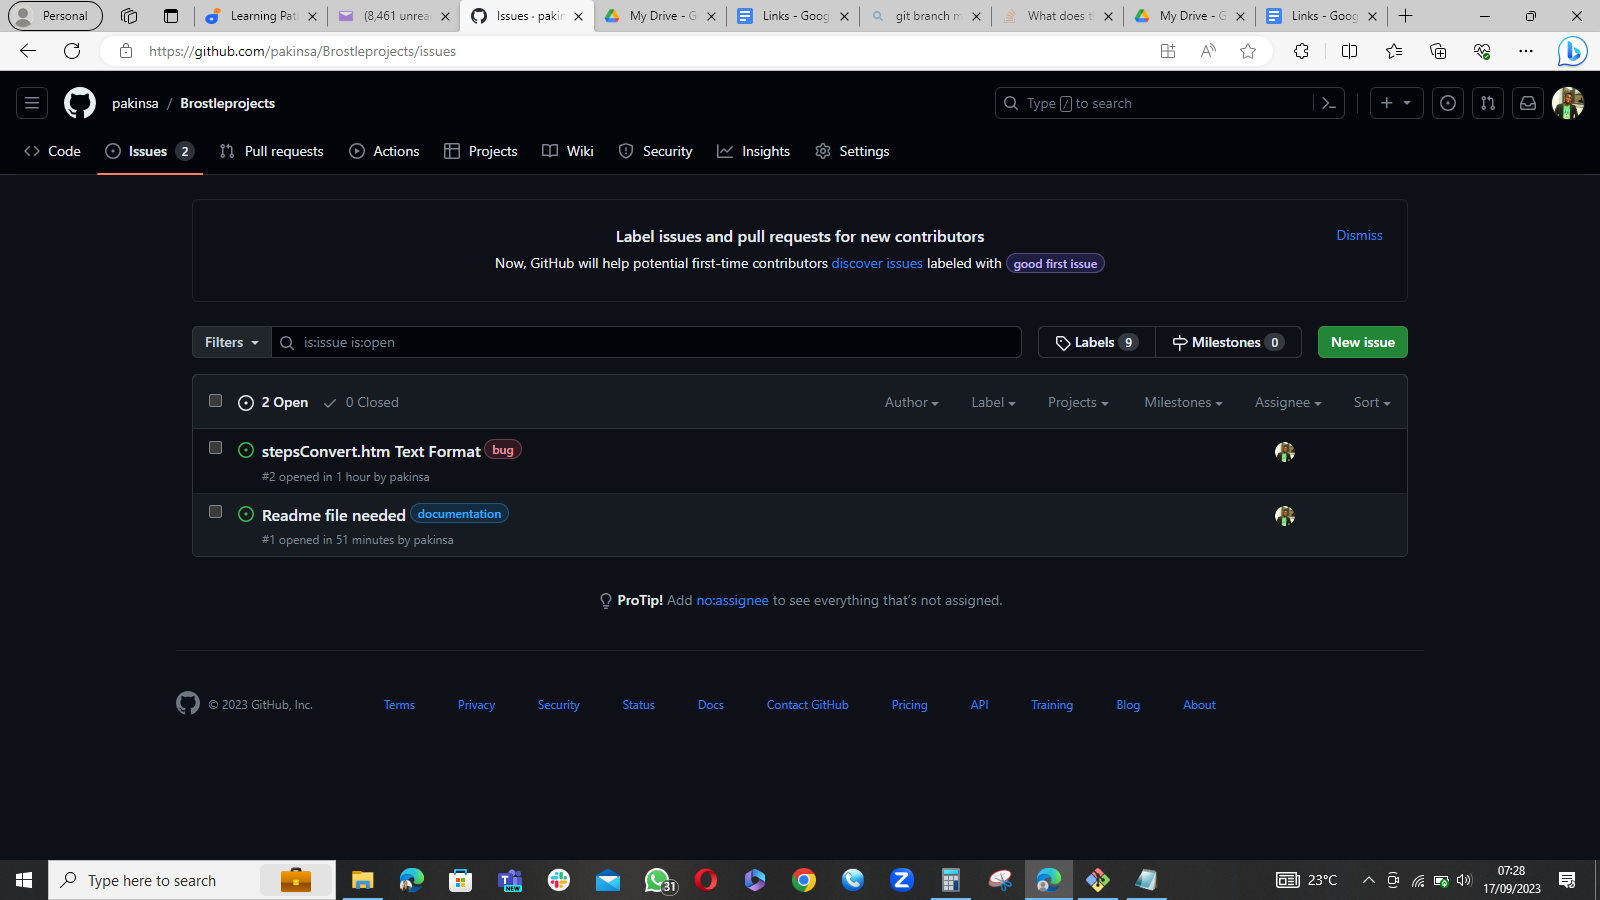 Personal
Learning Pat
(8,461 unrea
Issues · pakin
My Drive - G
Links - Goog
git branch m
What does th
My Drive - G
Links - Goog
https://github.com/pakinsa/Brostleprojects/issues
pakinsa / Brostleprojects
Type / to search
Code
Issues 2
Pull requests
Actions
Projects
Wiki
Security
Insights
Settings
Label issues and pull requests for new contributors
Dismiss
Now, GitHub will help potential first-time contributors discover issues labeled with good first issue
Filters
is:issue is:open
Labels 9
Milestones 0
New issue
2 Open
0 Closed
Author
Label
Projects
Milestones
Assignee
Sort
stepsConvert.htm Text Format bug
#2 opened in 1 hour by pakinsa
Readme file needed documentation
#1 opened in 51 minutes by pakinsa
ProTip! Add no:assignee to see everything that's not assigned.
© 2023 GitHub, Inc.
Terms
Privacy
Security
Status
Docs
Contact GitHub
Pricing
API
Training
Blog
About
Type here to search
NEW
31
23°C
07:28
17/09/2023